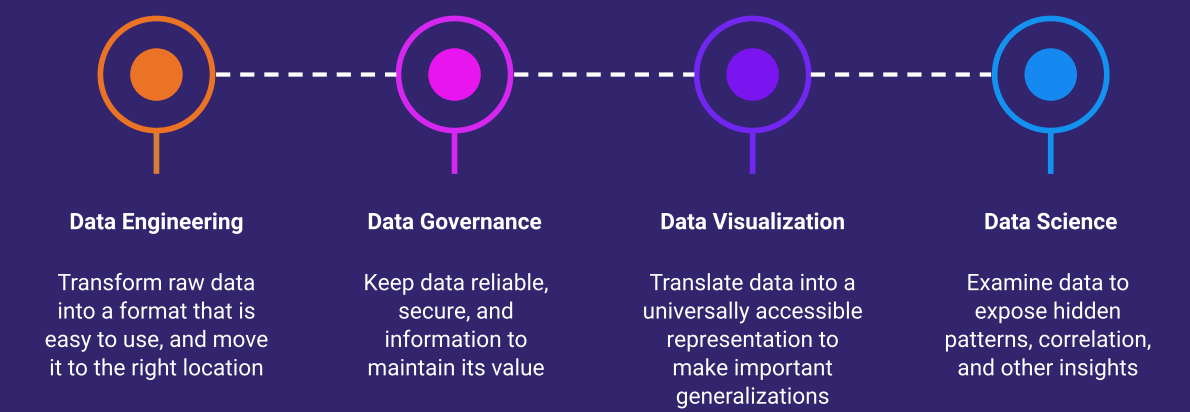 Data Engineering
Transform raw data
into a format that is
easy to use, and move
it to the right location
Data Governance
Keep data reliable,
secure, and
information to
maintain its value
Data Visualization
Translate data into a
universally accessible
representation to
make important
generalizations
Data Science
Examine data to
expose hidden
patterns, correlation,
and other insights